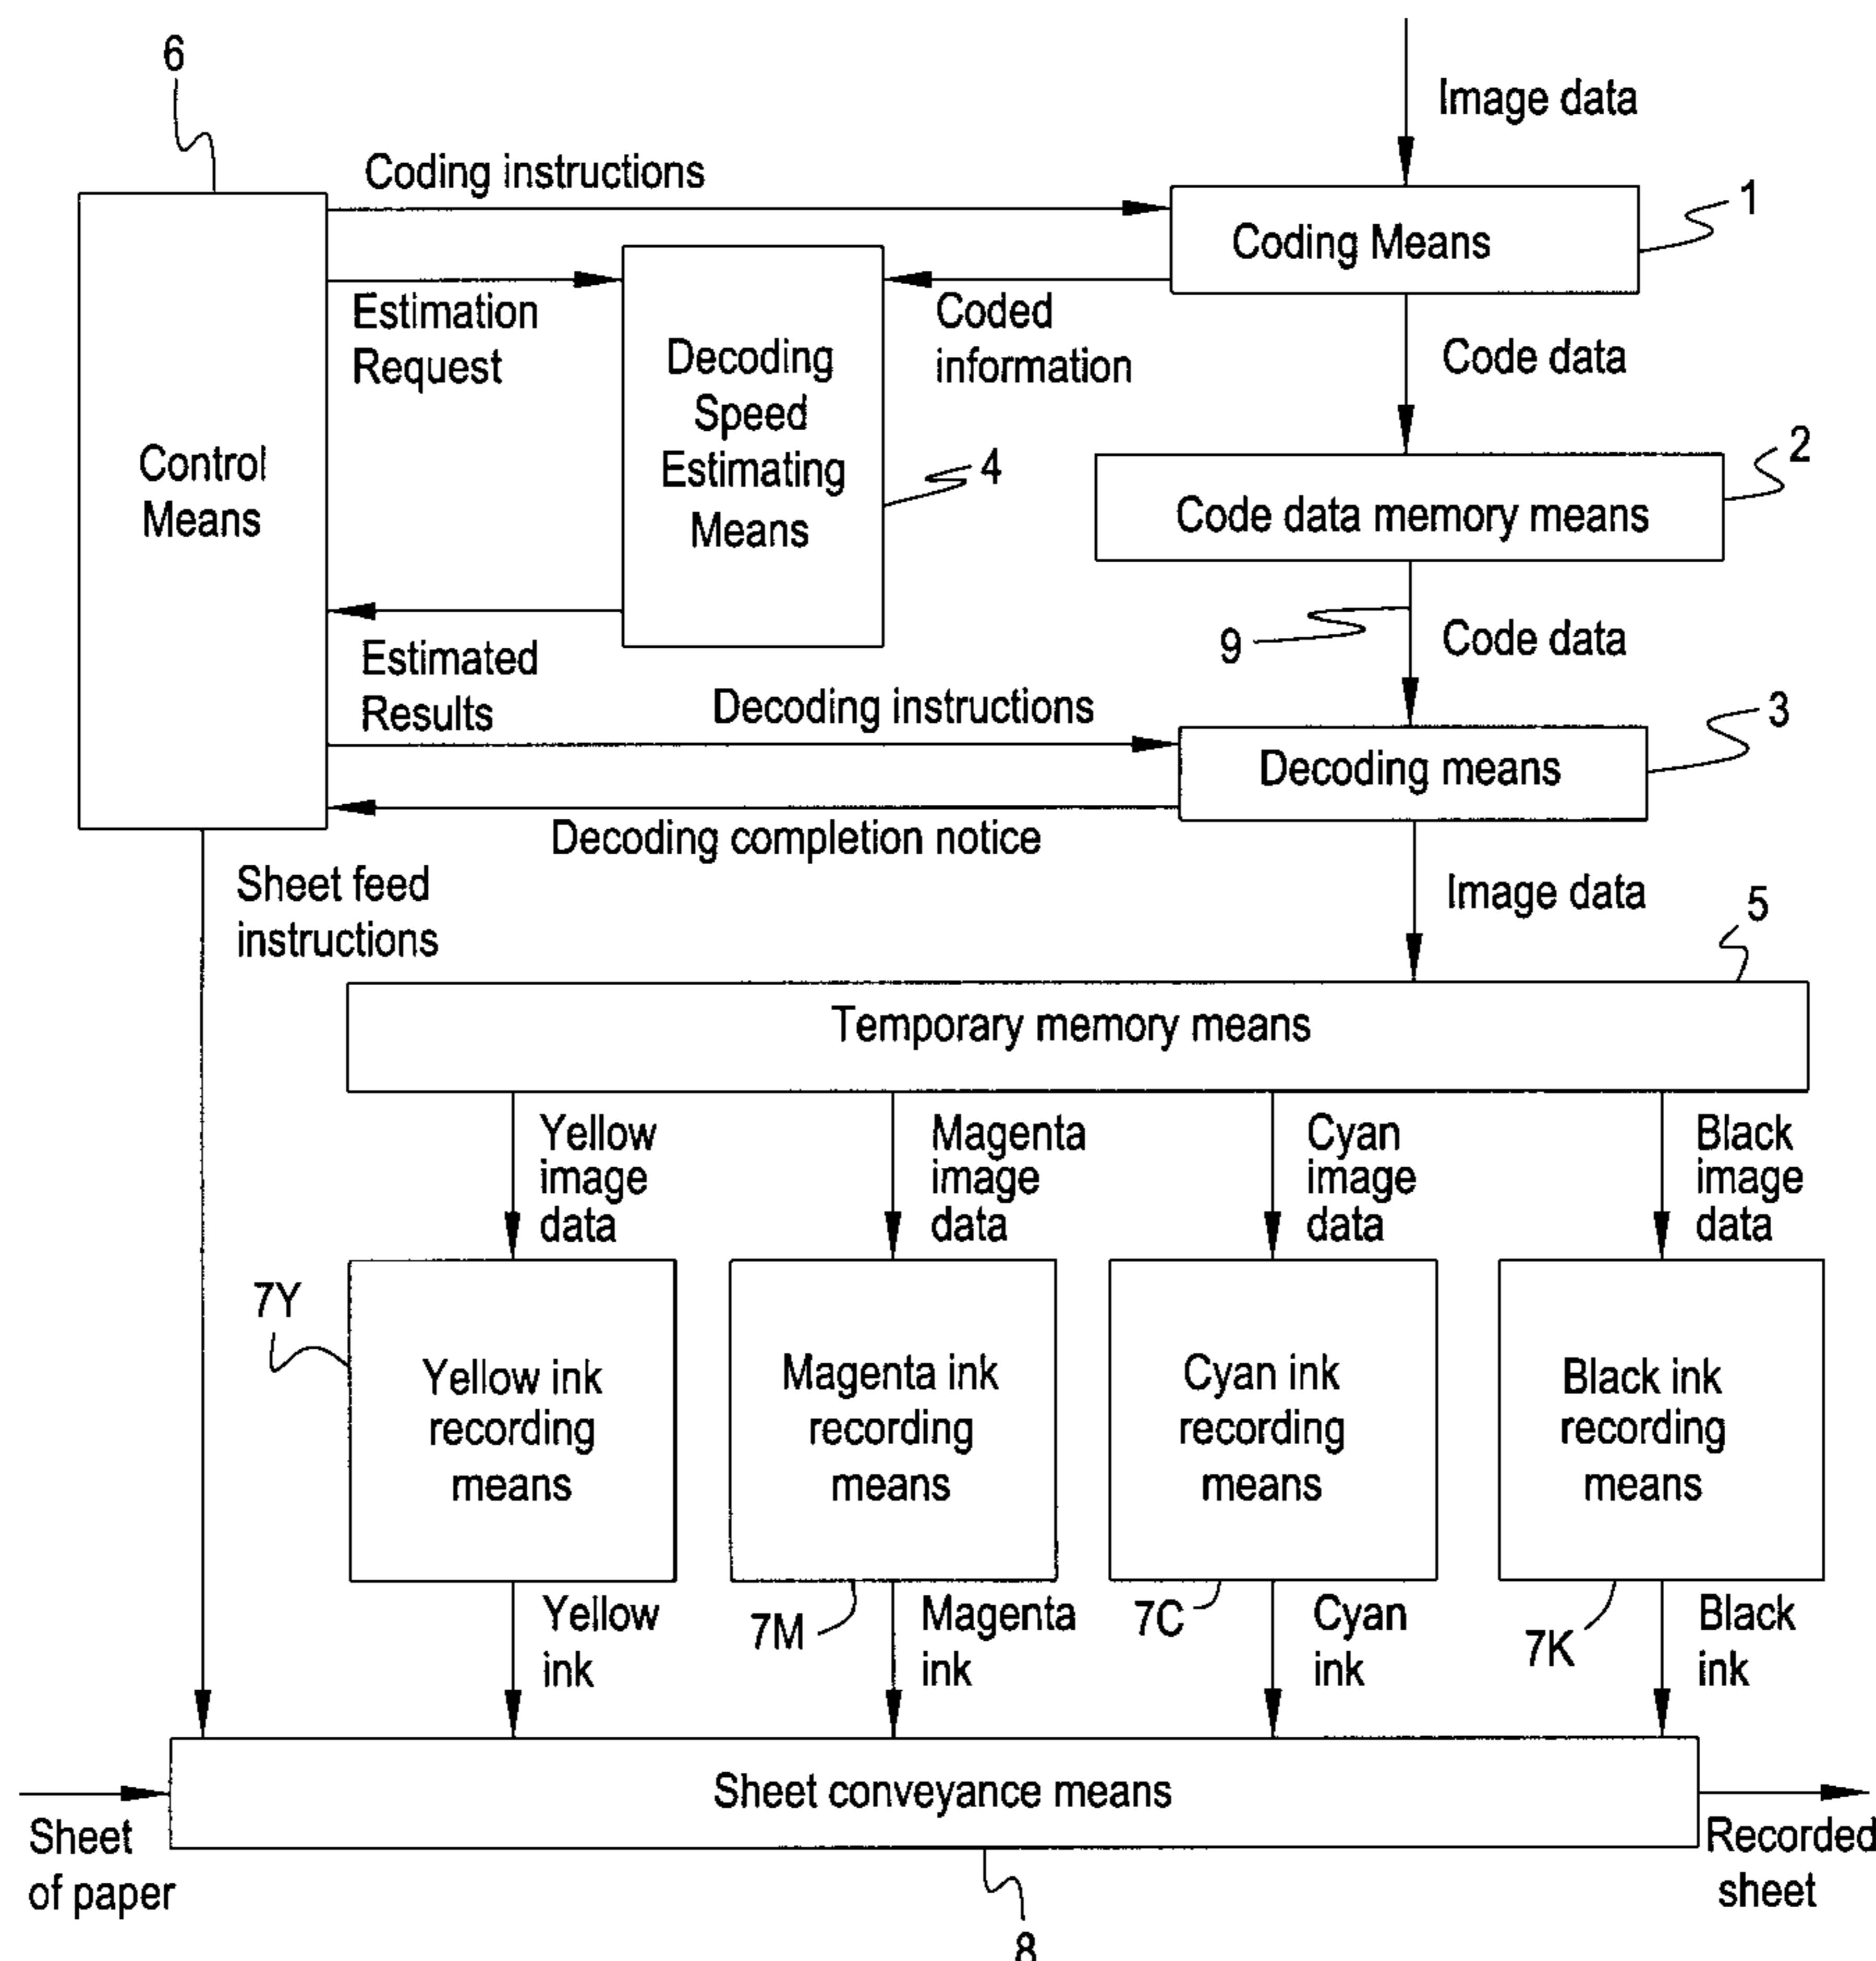 6
Image data
Coding instructions
1
Coding Means
Estimation
Request
Coded
information
Decoding
Speed
Estimating
Means
4
Code data
Control
Means
2
Code data memory means
9
Code data
Estimated
Results
Decoding instructions
3
Decoding means
Decoding completion notice
Sheet feed
instructions
Image data
5
Temporary memory means
Yellow
image
data
Magenta
image
data
Cyan
image
data
Black
image
data
7Y
Yellow ink
recording
means
Magenta ink
recording
means
Cyan ink
recording
means
Black ink
recording
means
Yellow
ink
7M
Magenta
ink
7C
Cyan
ink
7K
Black
ink
Sheet conveyance means
Sheet
of paper
Recorded
sheet
8